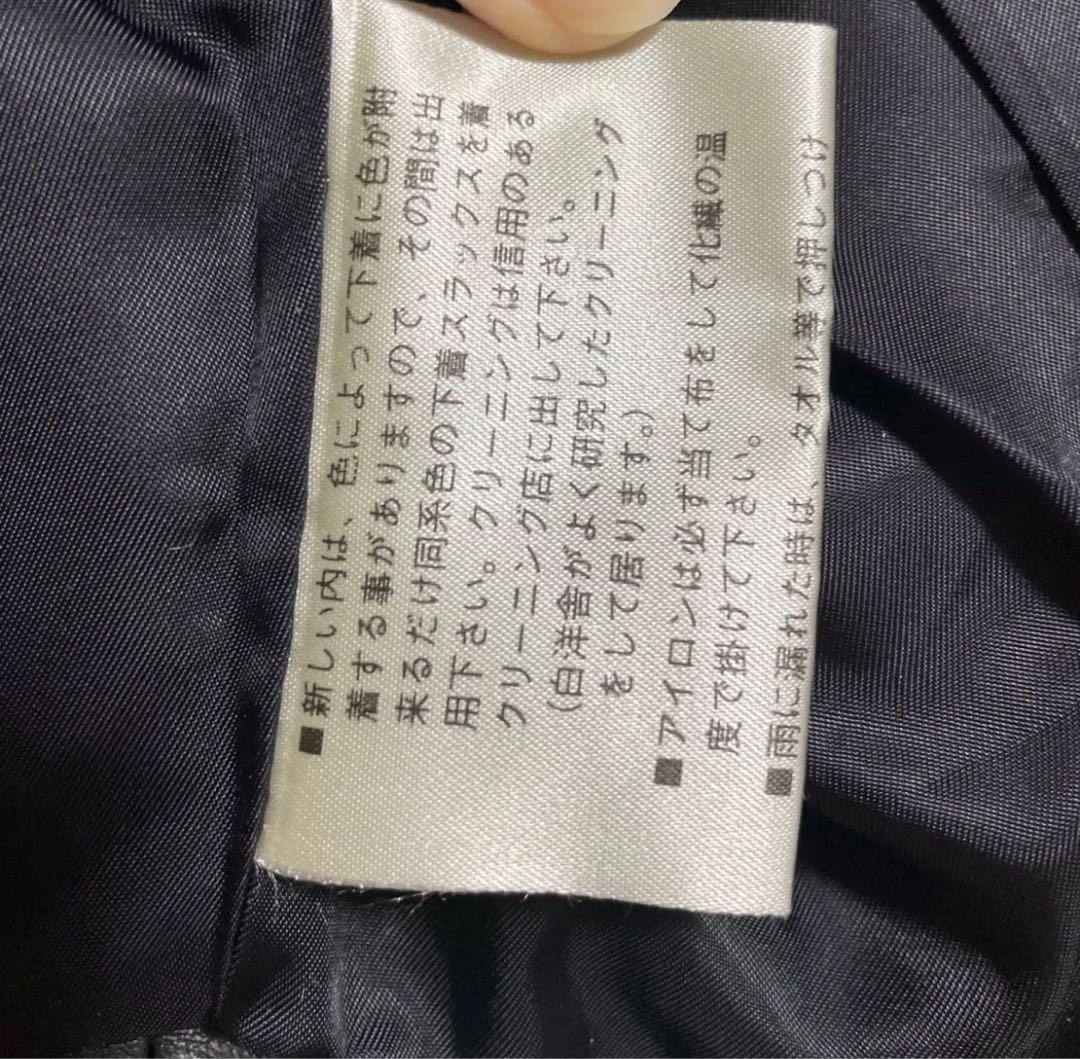 ■新しい内は、色によって下着に色が附
着する事がありますので、その間は出
来るだけ同系色の下着スラックスを着
用下さい。クリーニングは信用のある
クリーニング店に出して下さい。
(白洋舎がよく研究したクリーニング
をして居ります。)
■アイロンは必ず当て布をして化繊の温
度で掛けて下さい。
■雨に漏れた時は、タオル等で押しつけ